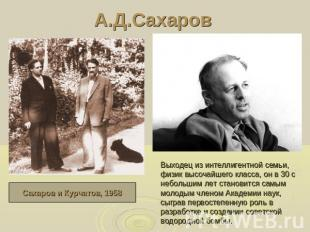 А.Д.Сахаров
Сахаров и Курчатов, 1958
Выходец из интеллигентной семьи,
физик высочайшего класса, он в 30 с
небольшим лет становится самым
молодым членом Академии наук,
сыграв первостепенную роль в
разработке и создании советской
водородной бомбы.